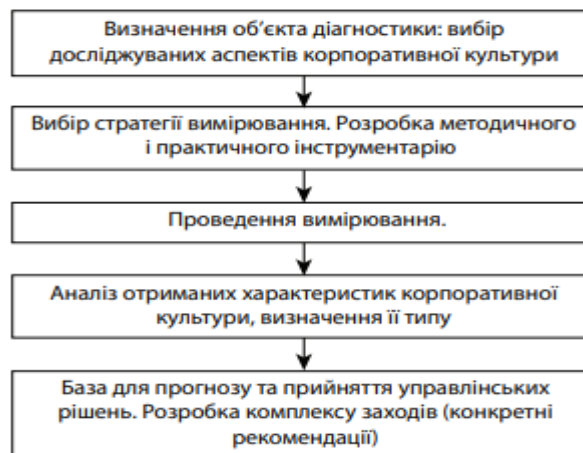 Визначення об’єкта діагностики: вибір
досліджуваних аспектів корпоративної культури
Вибір стратегії вимірювання. Розробка методичного
і практичного інструментарію
Проведення вимірювання.
Аналіз отриманих характеристик корпоративної
культури, визначення її типу
База для прогнозу та прийняття управлінських
рішень. Розробка комплексу заходів (конкретні
рекомендації)